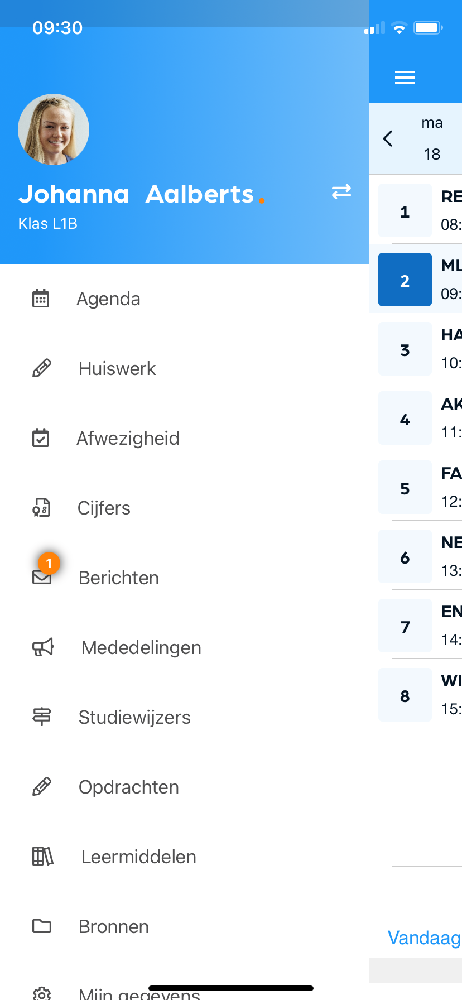 09:30
Johanna Aalberts.
Klas L1B
Agenda
Huiswerk
Afwezigheid
Cijfers
1
Berichten
Mededelingen
Studiewijzers
Opdrachten
Leermiddelen
Bronnen
Mijn gegevens
ma
18
1
RE
08:
2
ML
09:
3
HA
10:
4
AK
11:
5
FA
12:
6
NE
13:
7
EN
14:
8
WI
15:
Vandaag